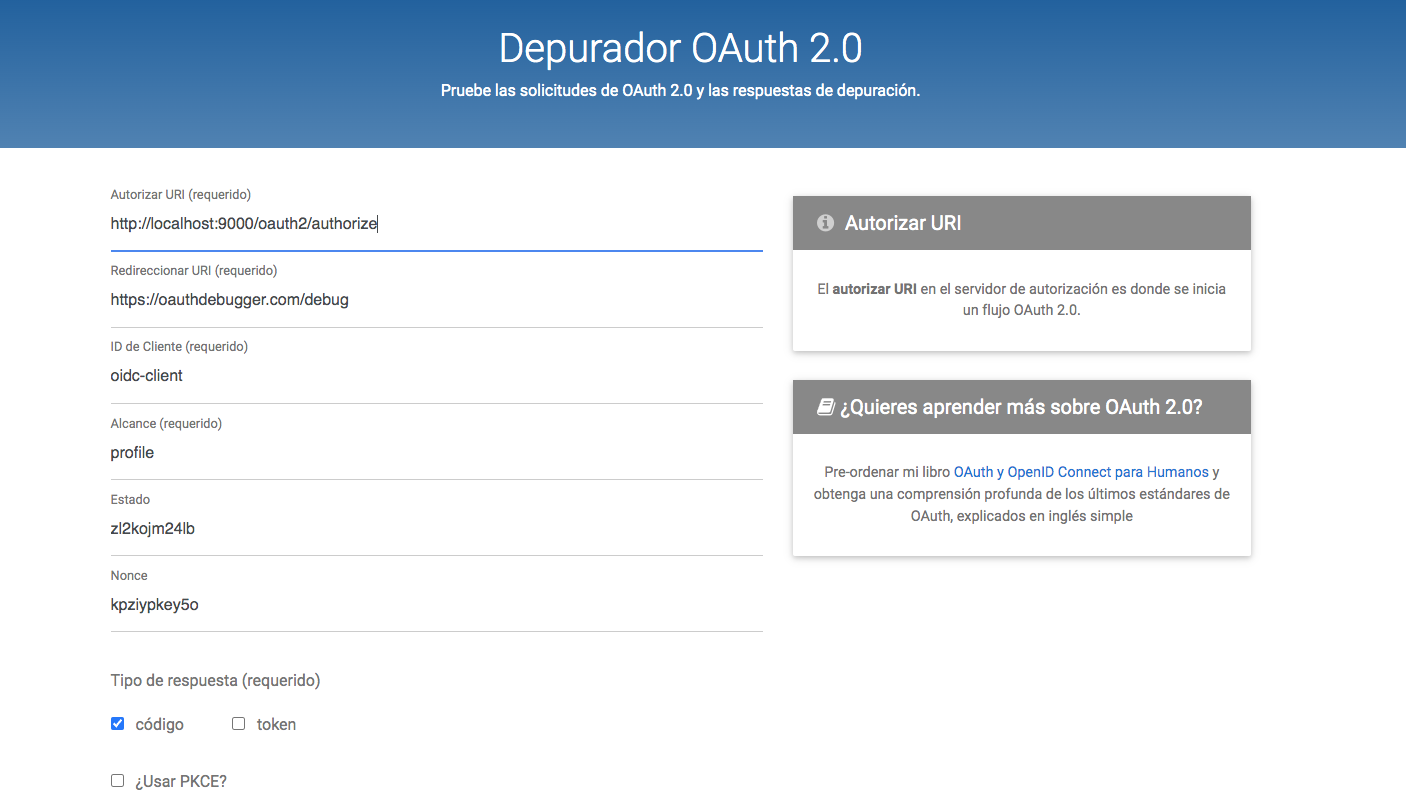 Depurador OAuth 2.0
Pruebe las solicitudes de OAuth 2.0 y las respuestas de depuración.
Autorizar URI (requerido)
http://localhost:9000/oauth2/authorize
Redireccionar URI (requerido)
https://oauthdebugger.com/debug
ID de Cliente (requerido)
oidc-client
Alcance (requerido)
profile
Estado
zl2kojm24lb
Nonce
kpziypkey5o
Tipo de respuesta (requerido)
código token
¿Usar PKCE?
Autorizar URI
El autorizar URI en el servidor de autorización es donde se inicia
un flujo OAuth 2.0.
¿Quieres aprender más sobre OAuth 2.0?
Pre-ordenar mi libro OAuth y OpenID Connect para Humanos y
obtenga una comprensión profunda de los últimos estándares de
OAuth, explicados en inglés simple